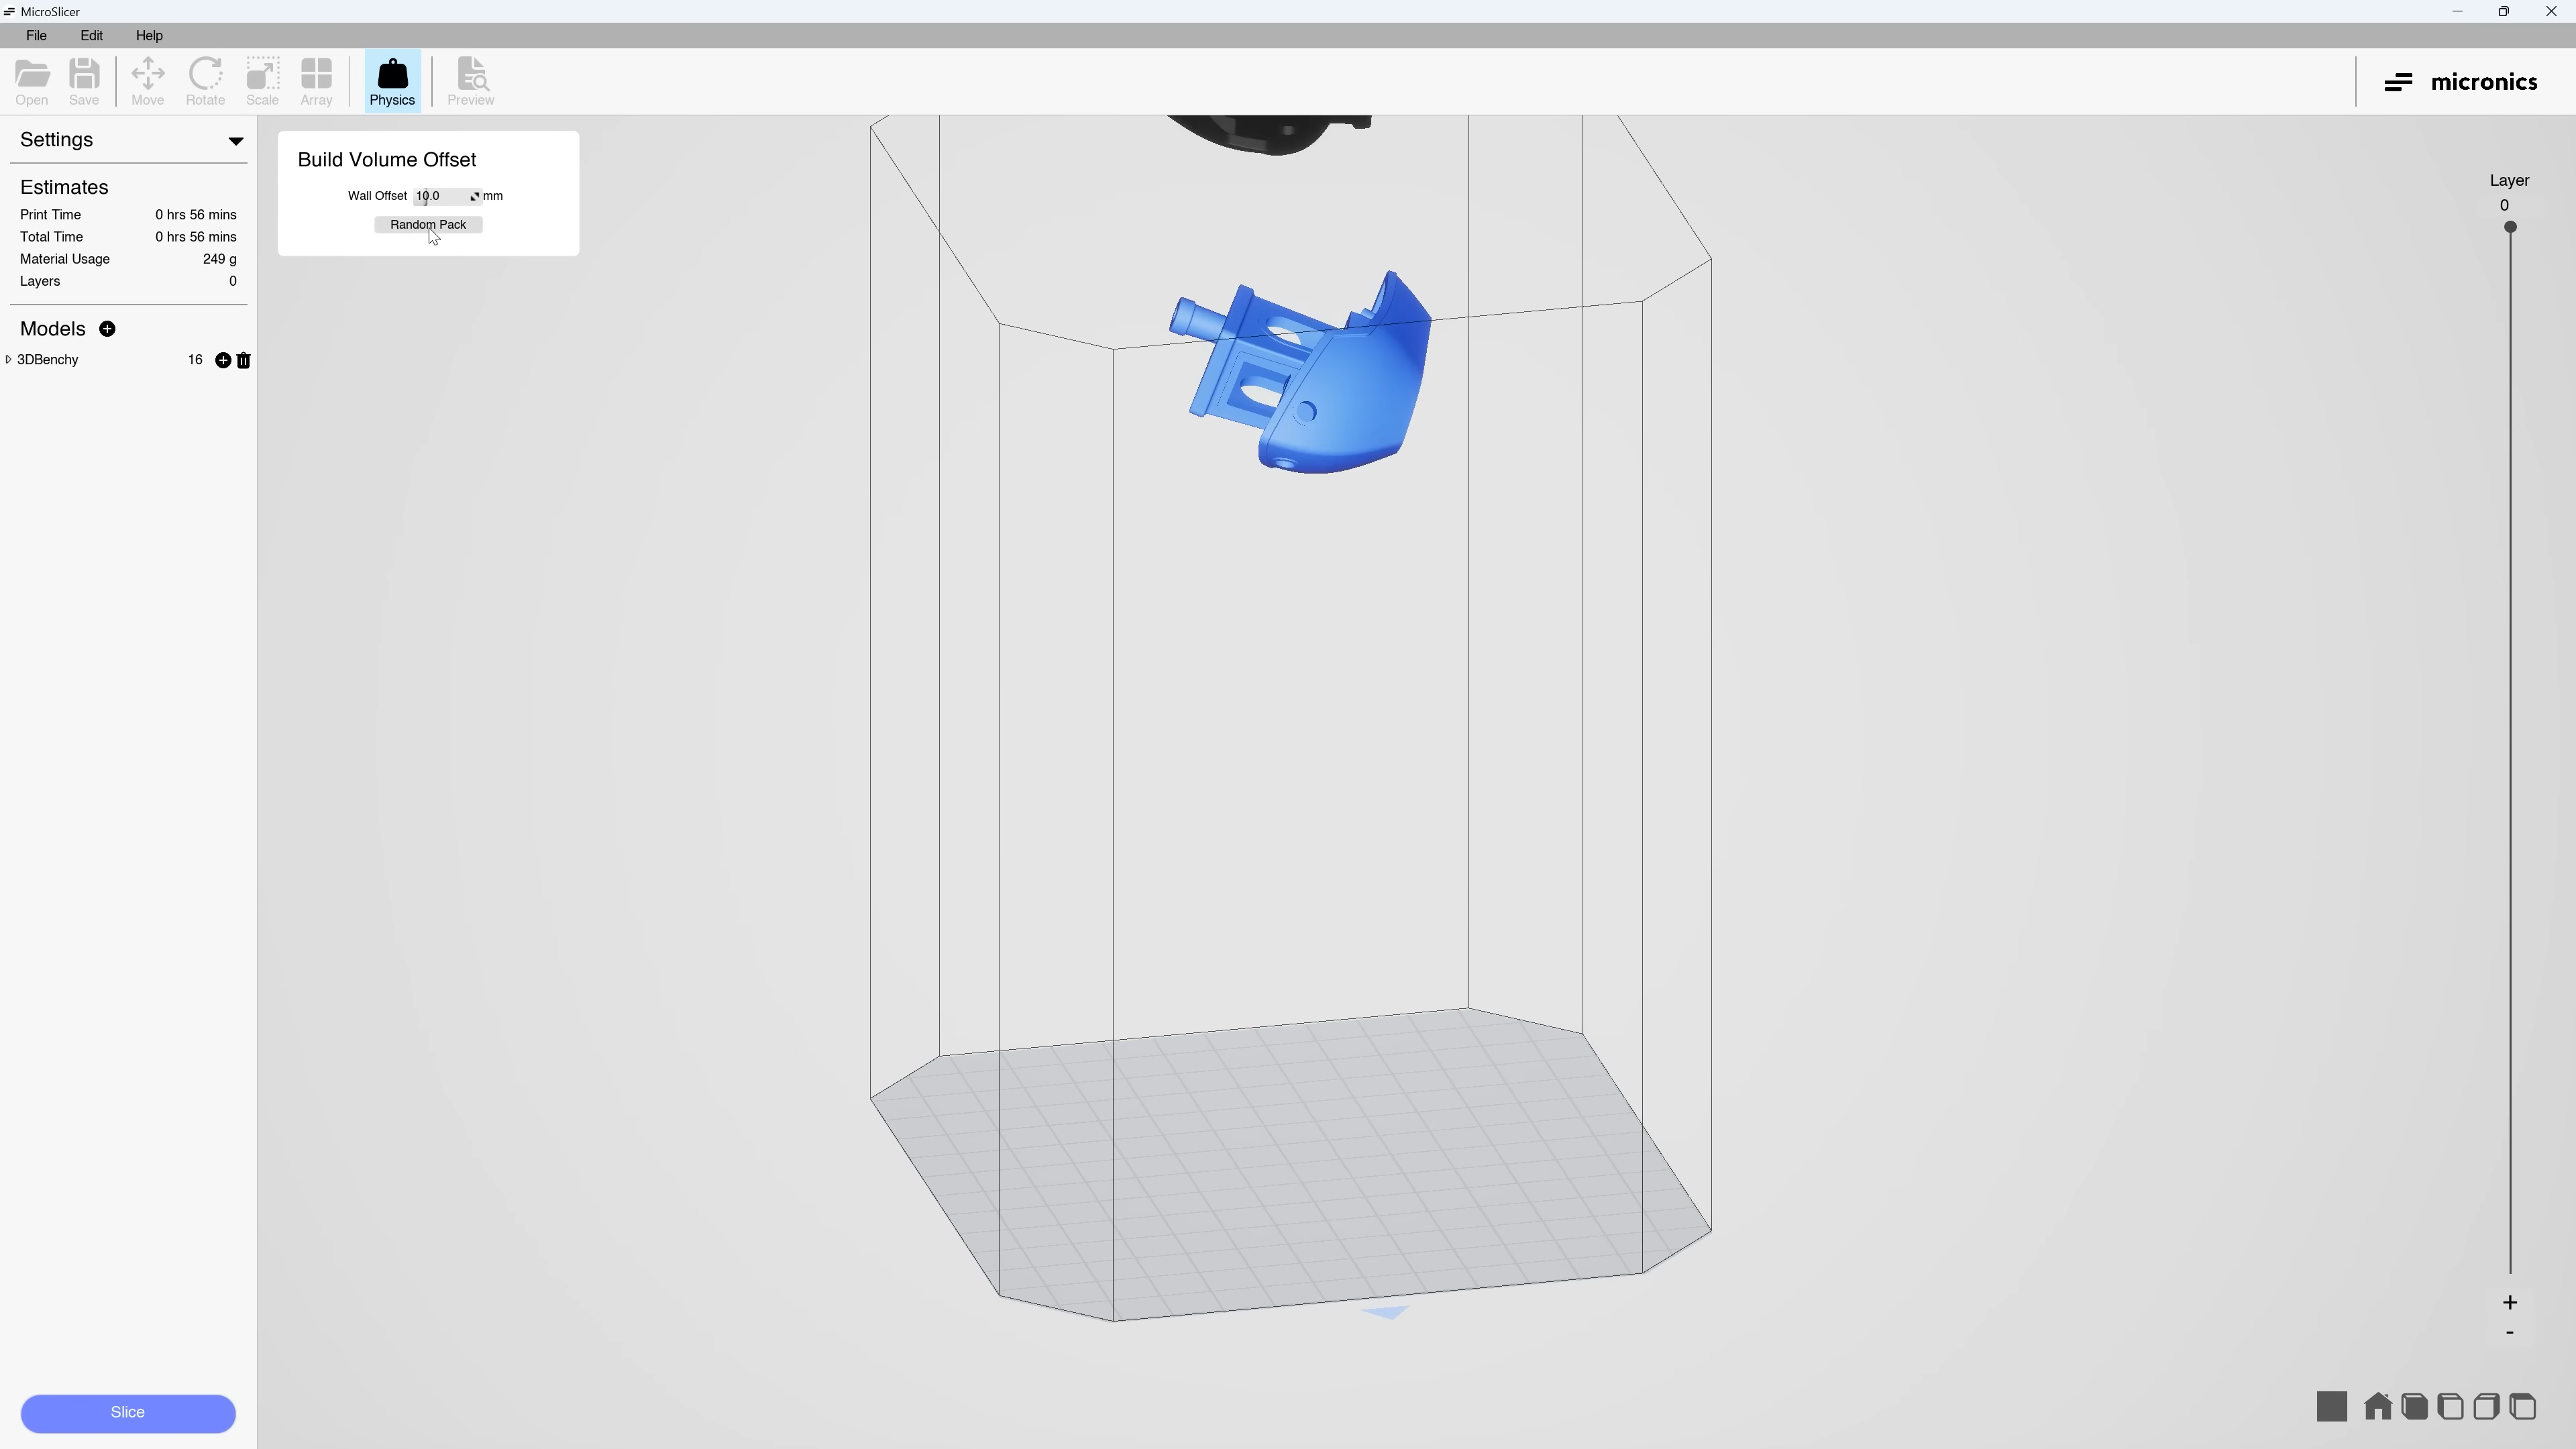 MicroSlicer
File Edit Help
Open Save Move Rotate Scale Array Physics Preview
micronics
Settings
Estimates
Print Time 0 hrs 56 mins
Total Time 0 hrs 56 mins
Material Usage 249 g
Layers 0
Models
3DBenchy 16
Slice
Build Volume Offset
Wall Offset 10.0 mm
Random Pack
Layer
0
+
-